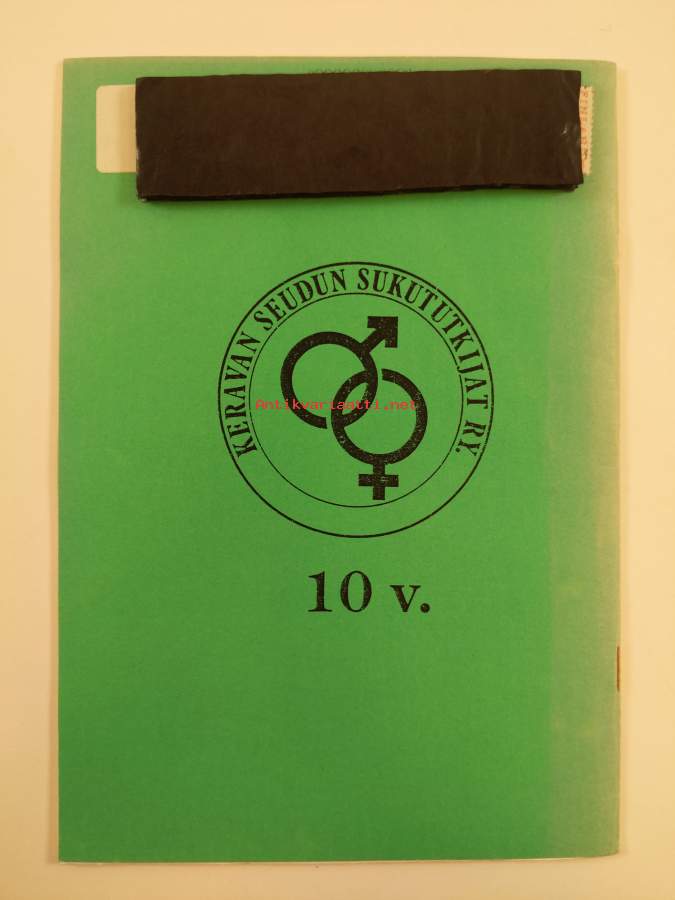 KERAVAN SEUDUN SUKUTUTKIJAT RY.
Antikvariaatti.net
10 v.